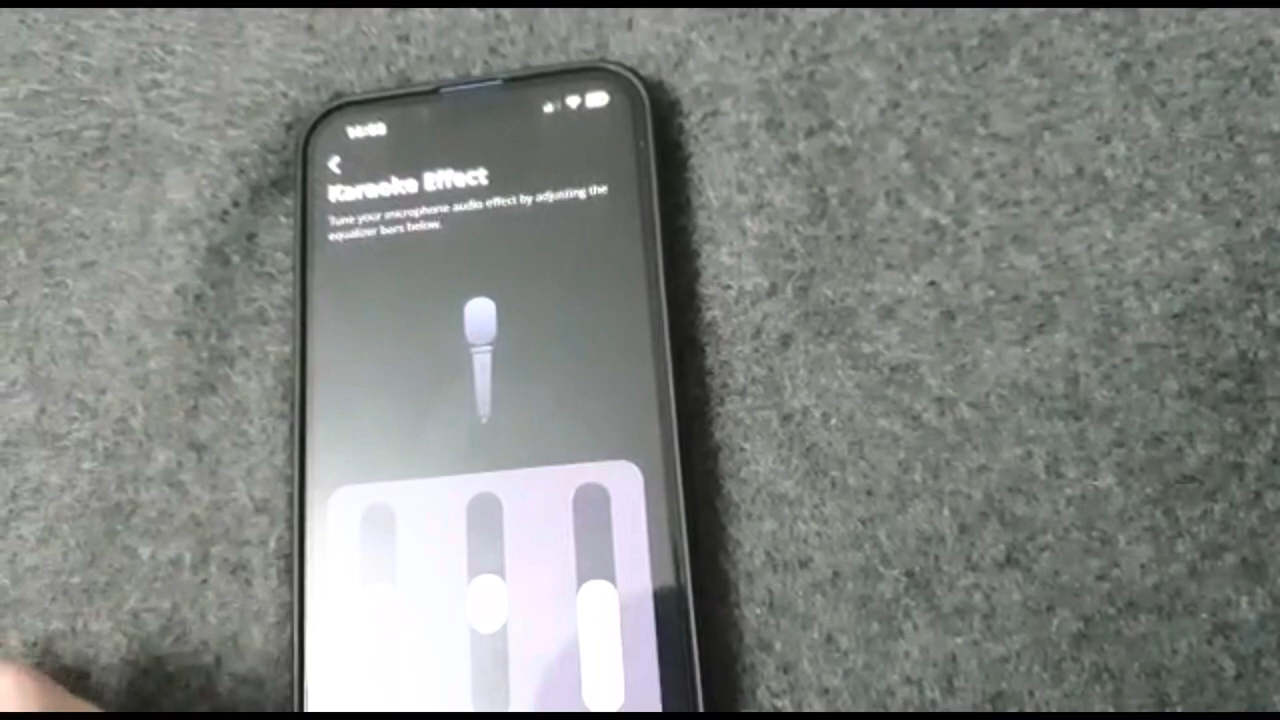 Karaoke Effect
Tune your microphone audio effect by adjusting the
equalizer bars below.